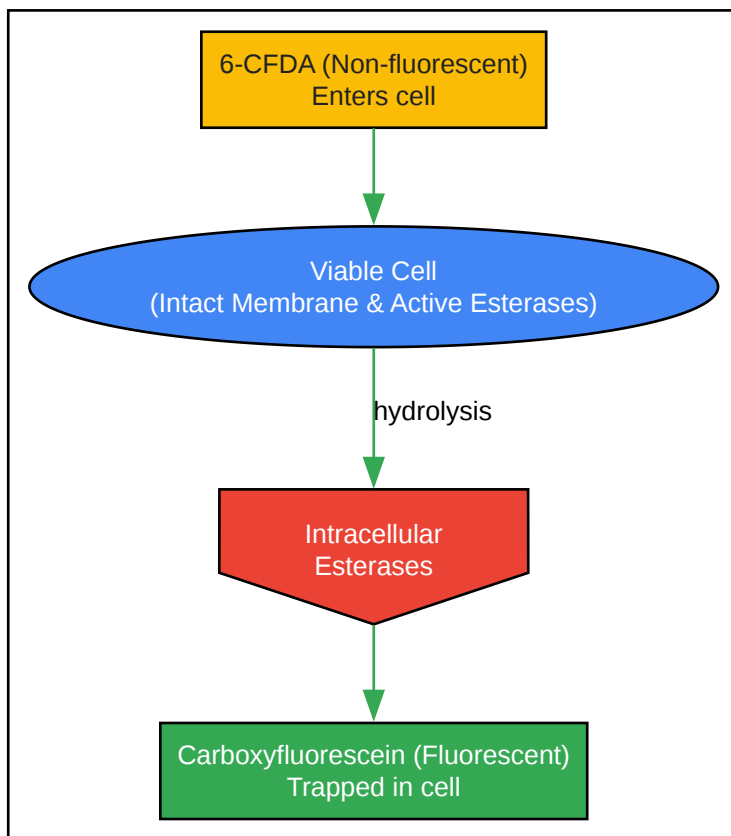 6-CFDA (Non-fluorescent)
Enters cell
Viable Cell
(Intact Membrane & Active Esterases)
hydrolysis
Intracellular
Esterases
Carboxyfluorescein (Fluorescent)
Trapped in cell